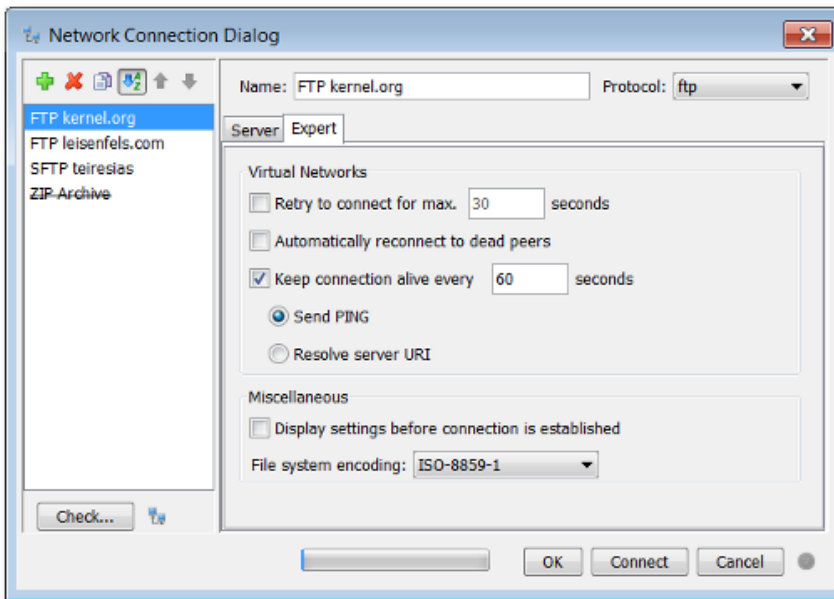 Network Connection Dialog
FTP kernel.org
FTP leisenfels.com
SFTP teiresias
ZIP Archive
Check...
Name: FTP kernel.org Protocol: ftp
Server Expert
Virtual Networks
Retry to connect for max. 30 seconds
Automatically reconnect to dead peers
Keep connection alive every 60 seconds
Send PING
Resolve server URI
Miscellaneous
Display settings before connection is established
File system encoding: ISO-8859-1
OK Connect Cancel